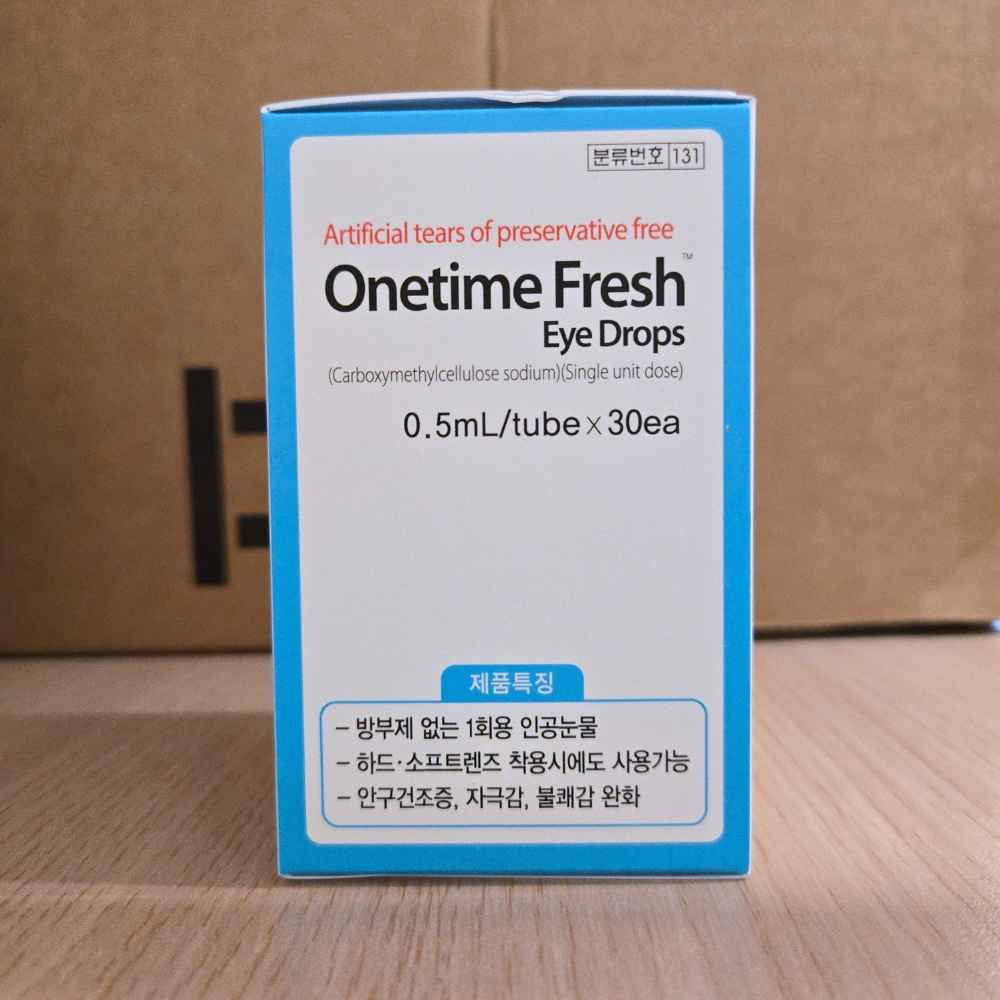 분류번호 131
Artificial tears of preservative free
Onetime Fresh™
Eye Drops
(Carboxymethylcellulose sodium)(Single unit dose)
0.5mL/tube×30ea
제품특징
– 방부제 없는 1회용 인공눈물
– 하드·소프트렌즈 착용시에도 사용가능
– 안구건조증, 자극감, 불쾌감 완화